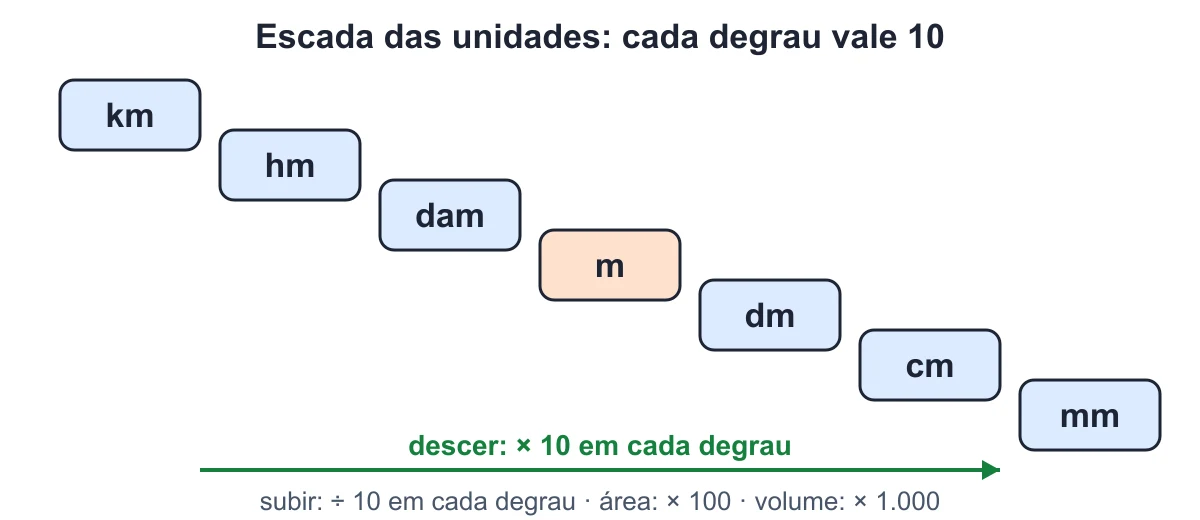 Escada das unidades: cada degrau vale 10
km
hm
dam
m
dm
cm
mm
descer: × 10 em cada degrau
subir: ÷ 10 em cada degrau · área: × 100 · volume: × 1.000